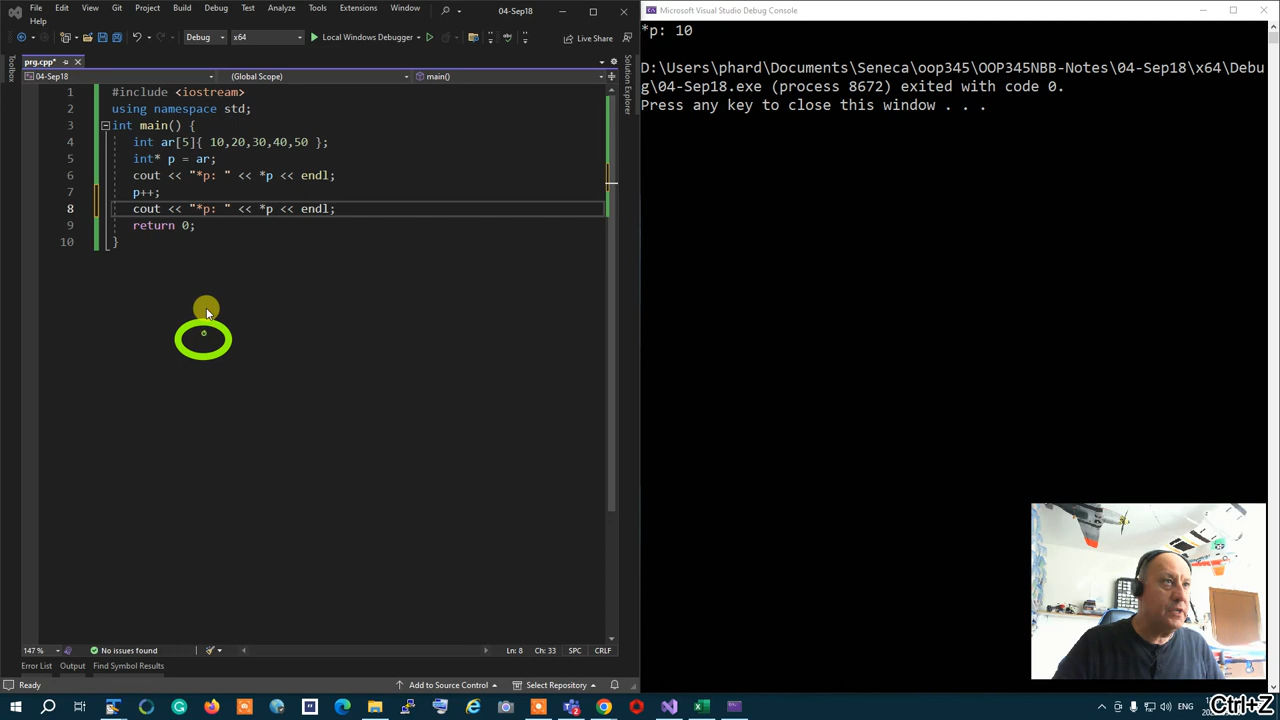 File Edit View Git Project Build Debug Test Analyze Tools Extensions Window
Help
04-Sep18
Debug x64 Local Windows Debugger Live Share
prg.cpp*
04-Sep18 (Global Scope) main()
Toolbox
Solution Explorer
1 #include <iostream>
2 using namespace std;
3 int main() {
4 int ar[5]{ 10,20,30,40,50 };
5 int* p = ar;
6 cout << "*p: " << *p << endl;
7 p++;
8 cout << "*p: " << *p << endl;
9 return 0;
10 }
147 % No issues found Ln: 8 Ch: 33 SPC CRLF
Error List Output Find Symbol Results
Ready Add to Source Control Select Repository
Microsoft Visual Studio Debug Console
*p: 10
D:\Users\phard\Documents\Seneca\oop345\OOP345NBB-Notes\04-Sep18\x64\Debu
g\04-Sep18.exe (process 8672) exited with code 0.
Press any key to close this window . . .
ENG
Ctrl+Z